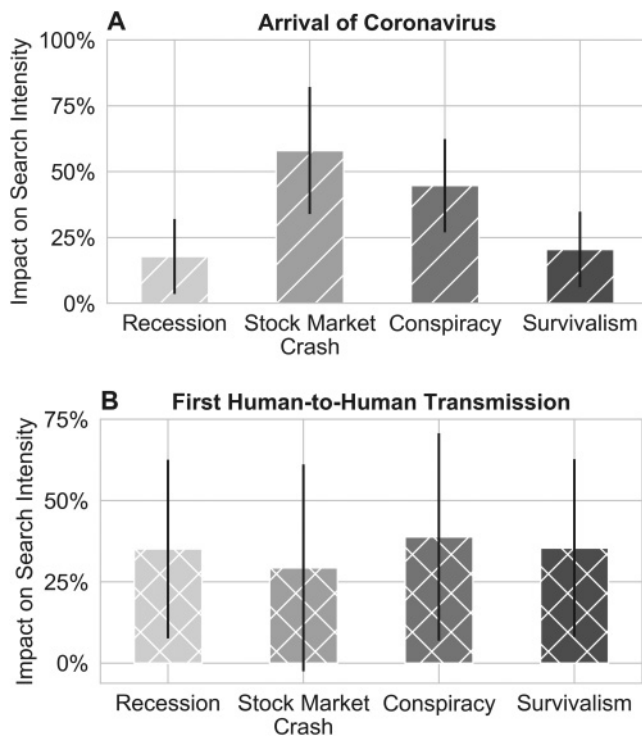 A Arrival of Coronavirus
Impact on Search Intensity
100%
75%
50%
25%
0%
Recession Stock Market Conspiracy Survivalism
Crash
B First Human-to-Human Transmission
Impact on Search Intensity
75%
50%
25%
0%
Recession Stock Market Conspiracy Survivalism
Crash